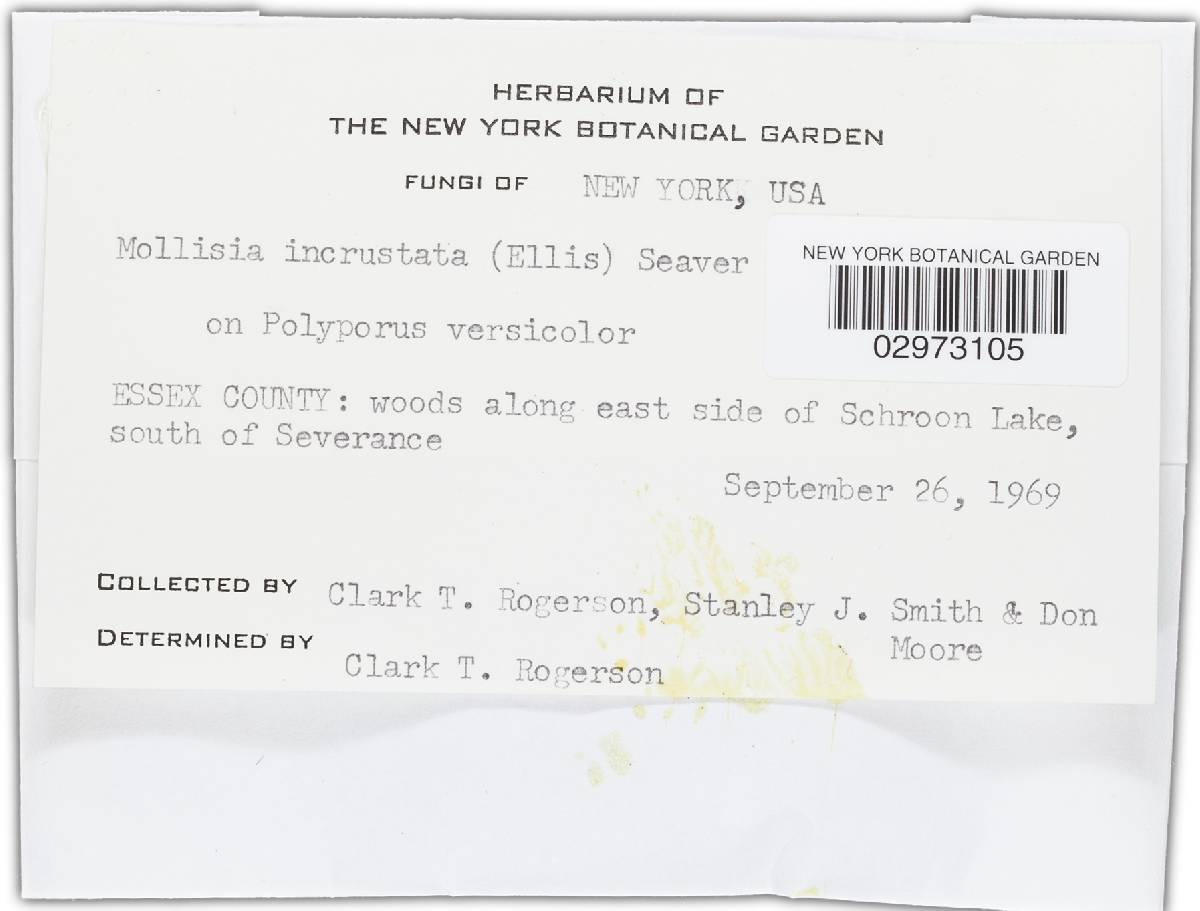 HERBARIUM OF
THE NEW YORK BOTANICAL GARDEN
FUNGI OF NEW YORK, USA
Mollisia incrustata (Ellis) Seaver
NEW YORK BOTANICAL GARDEN
02973105
on Polyporus versicolor
ESSEX COUNTY: woods along east side of Schroon Lake,
south of Severance
September 26, 1969
COLLECTED BY Clark T. Rogerson, Stanley J. Smith & Don
Moore
DETERMINED BY
Clark T. Rogerson